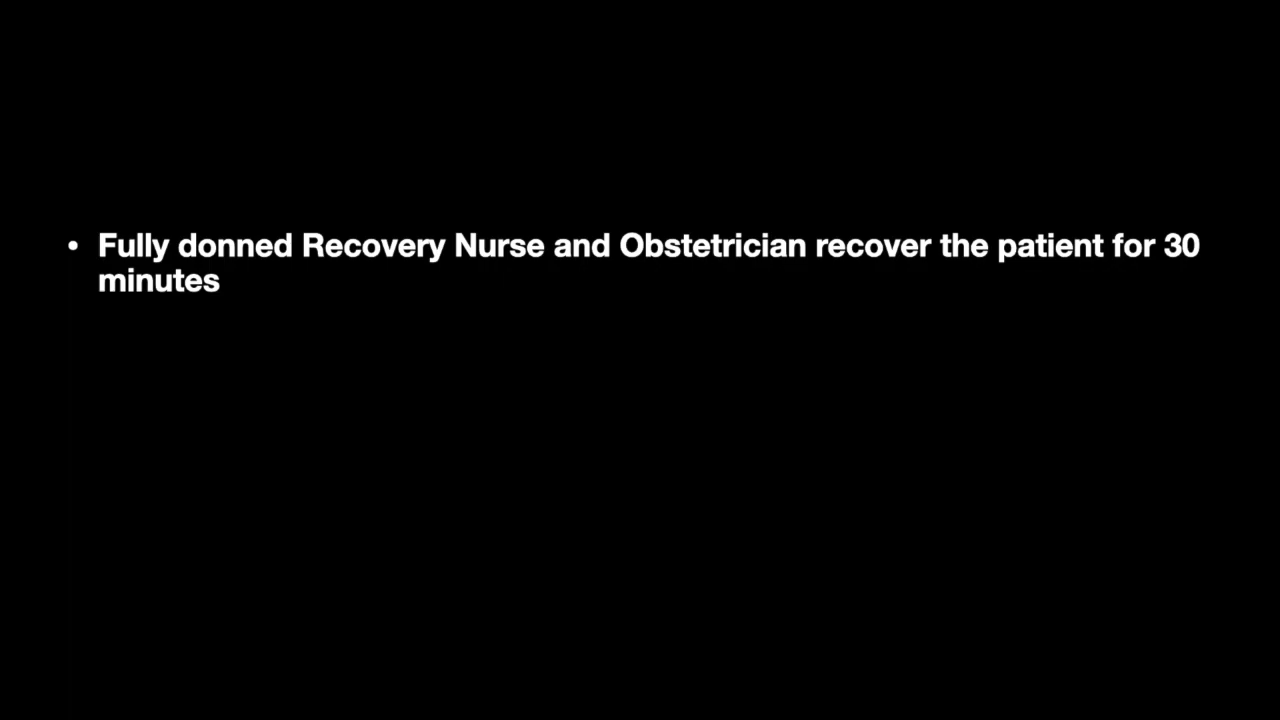 • Fully donned Recovery Nurse and Obstetrician recover the patient for 30
minutes